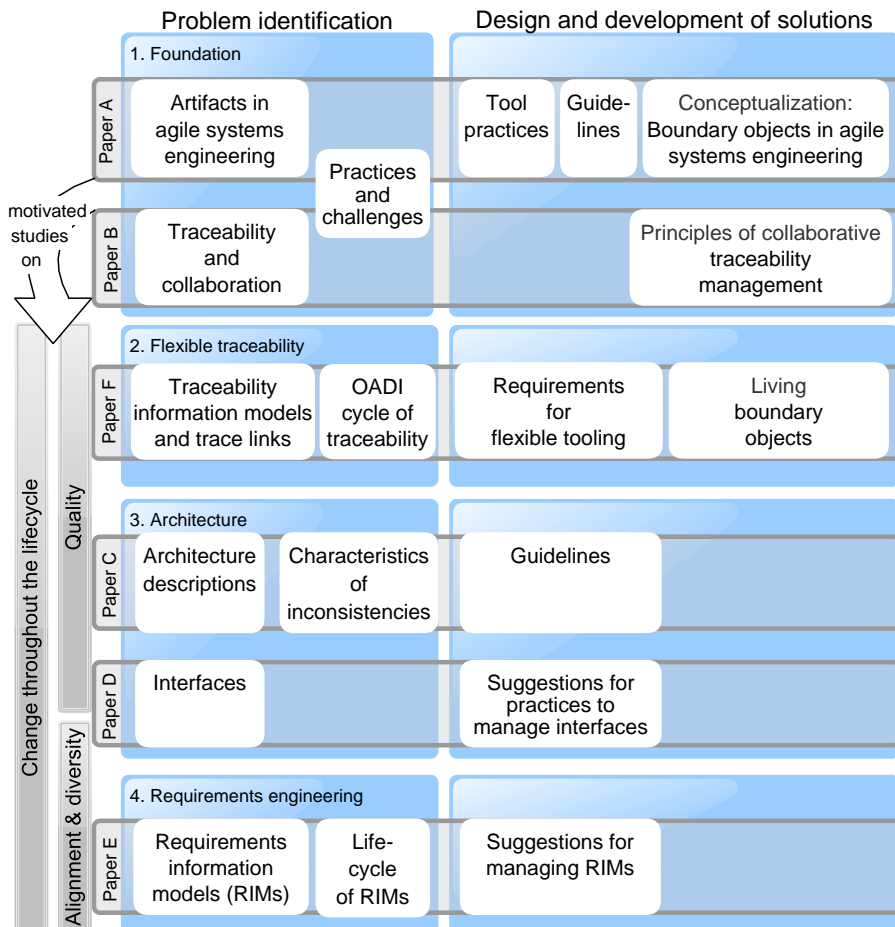 Problem identification
Design and development of solutions
1. Foundation
Paper A
Artifacts in
agile systems
engineering
Practices
and
challenges
Tool
practices
Guide-
lines
Conceptualization:
Boundary objects in agile
systems engineering
motivated
studies
on
Paper B
Traceability
and
collaboration
Principles of collaborative
traceability
management
Change throughout the lifecycle
Quality
2. Flexible traceability
Paper F
Traceability
information models
and trace links
OADI
cycle of
traceability
Requirements
for
flexible tooling
Living
boundary
objects
3. Architecture
Paper C
Architecture
descriptions
Characteristics
of
inconsistencies
Guidelines
Paper D
Interfaces
Suggestions for
practices to
manage interfaces
Alignment & diversity
4. Requirements engineering
Paper E
Requirements
information
models (RIMs)
Life-
cycle
of RIMs
Suggestions for
managing RIMs